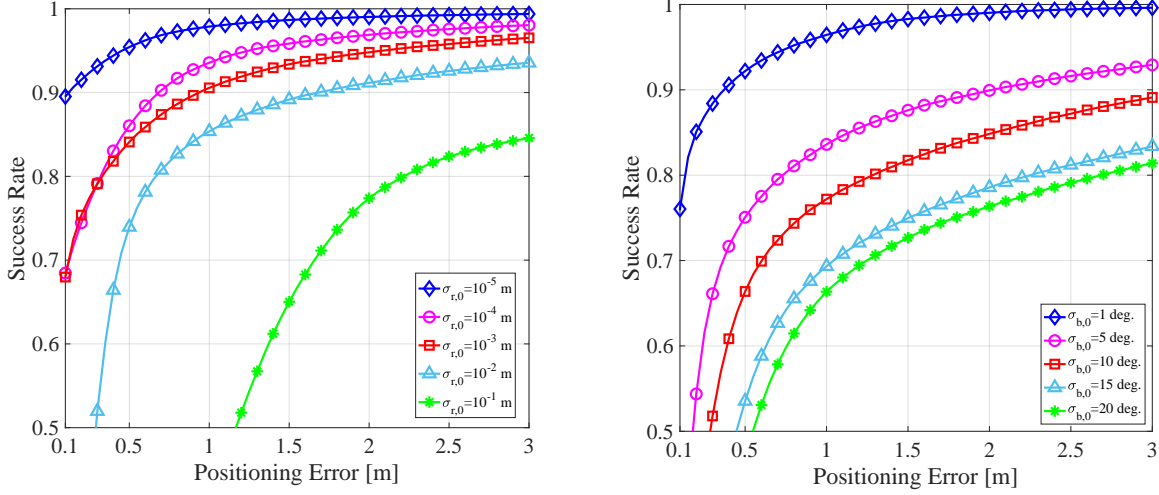 1
0.9
0.8
0.7
0.6
0.5
0.1
0.5
1
1.5
2
2.5
3
Success Rate
Positioning Error [m]
σr,0=10-5 m
σr,0=10-4 m
σr,0=10-3 m
σr,0=10-2 m
σr,0=10-1 m
1
0.9
0.8
0.7
0.6
0.5
0.1
0.5
1
1.5
2
2.5
3
Success Rate
Positioning Error [m]
σb,0=1 deg.
σb,0=5 deg.
σb,0=10 deg.
σb,0=15 deg.
σb,0=20 deg.